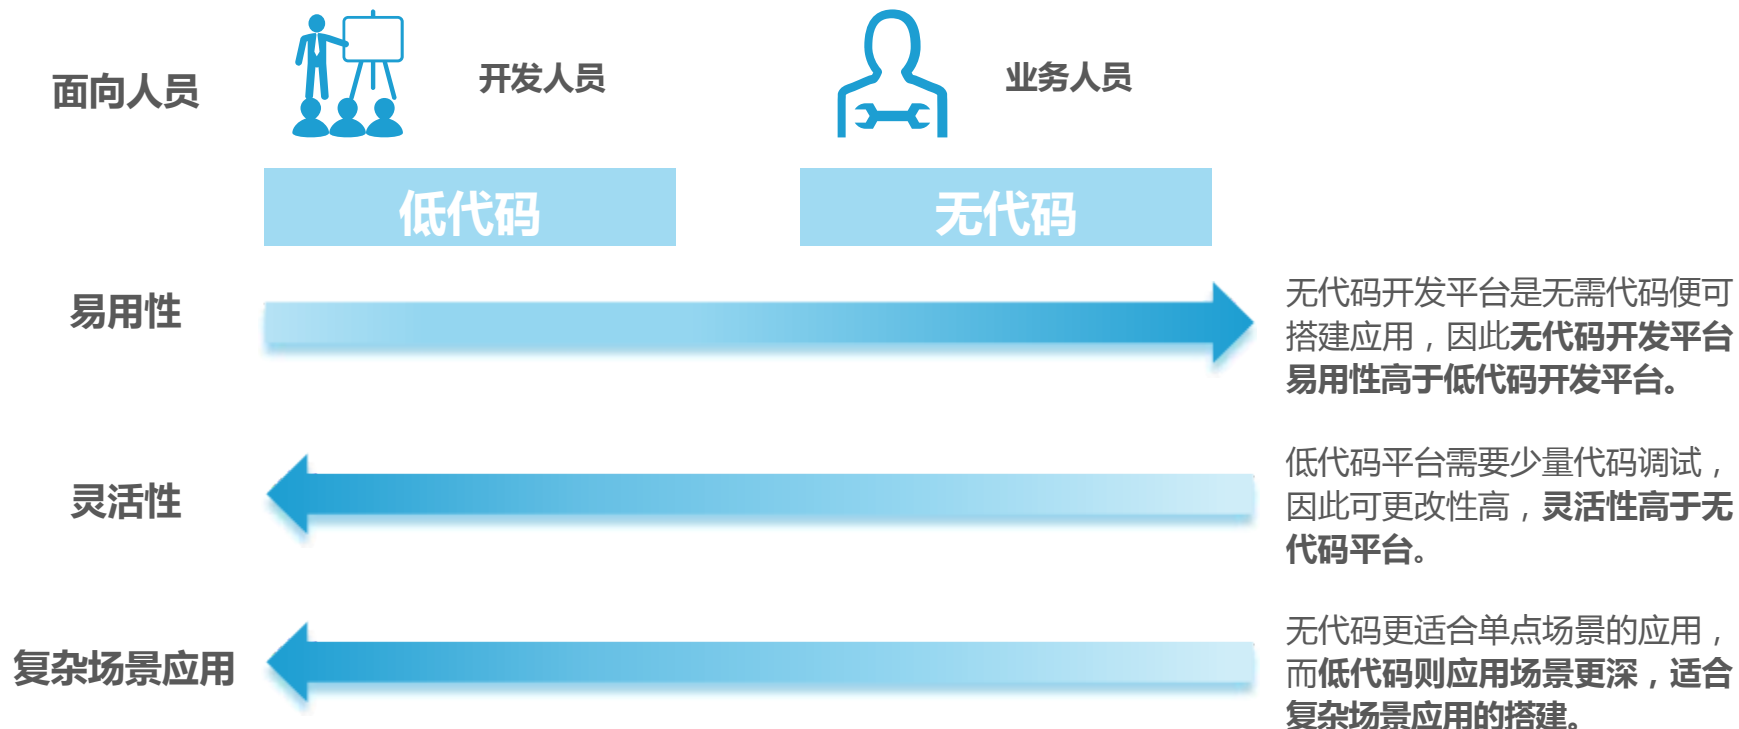 面向人员
开发人员
业务人员
低代码
无代码
易用性
无代码开发平台是无需代码便可
搭建应用，因此无代码开发平台
易用性高于低代码开发平台。
灵活性
低代码平台需要少量代码调试，
因此可更改性高，灵活性高于无
代码平台。
复杂场景应用
无代码更适合单点场景的应用，
而低代码则应用场景更深，适合
复杂场景应用的搭建。